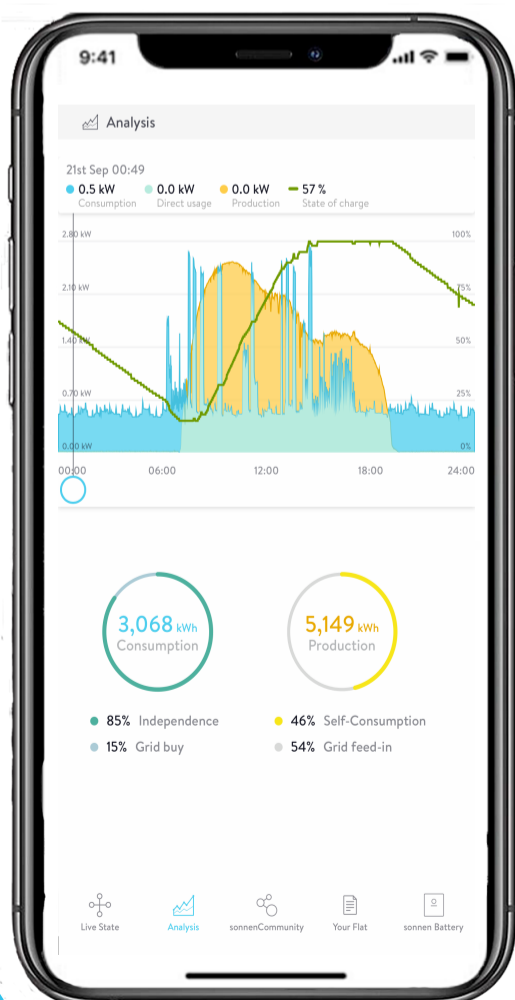 9:41
Analysis
21st Sep 00:49
0.5 kW 0.0 kW 0.0 kW 57 %
Consumption Direct usage Production State of charge
2.80 kW 100%
2.10 kW 75%
1.40 kW 50%
0.70 kW 25%
0.00 kW 0%
00:00 06:00 12:00 18:00 24:00
3,068 kWh 5,149 kWh
Consumption Production
85% Independence 46% Self-Consumption
15% Grid buy 54% Grid feed-in
Live State Analysis sonnenCommunity Your Flat sonnen Battery